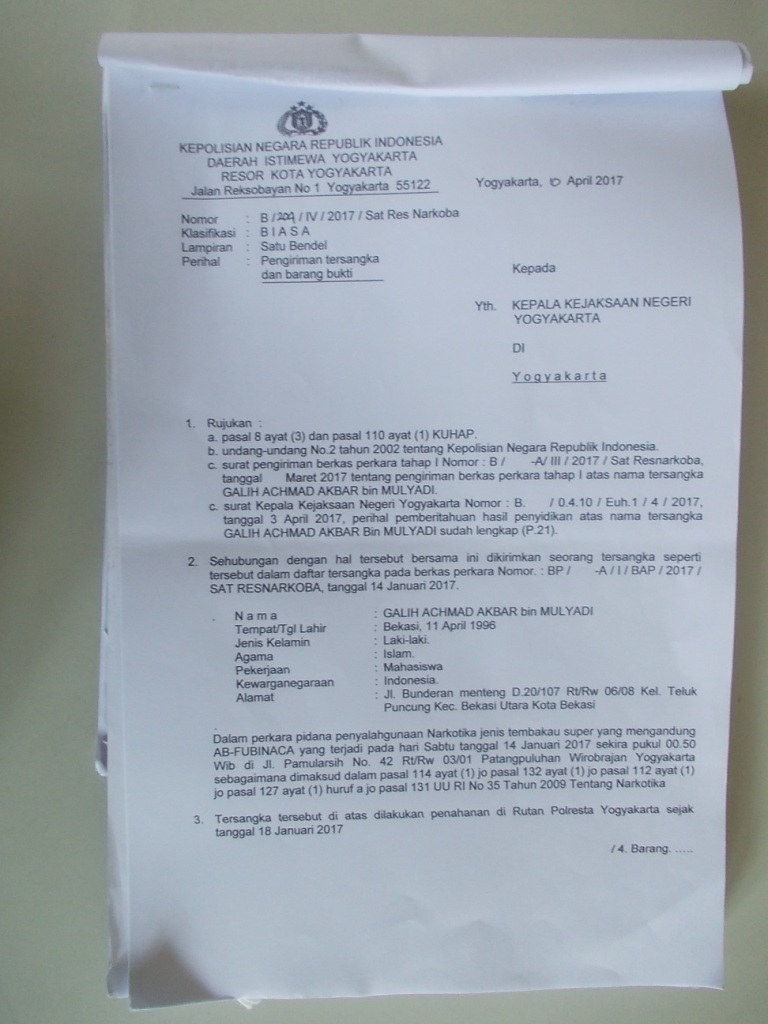 KEPOLISIAN NEGARA REPUBLIK INDONESIA
DAERAH ISTIMEWA YOGYAKARTA
RESOR KOTA YOGYAKARTA
Jalan Reksobayan No 1 Yogyakarta 55122
Yogyakarta, 10 April 2017
Nomor : B / 209 / IV / 2017 / Sat Res Narkoba
Klasifikasi : B I A S A
Lampiran : Satu Bendel
Perihal : Pengiriman tersangka
dan barang bukti
Kepada
Yth. KEPALA KEJAKSAAN NEGERI
YOGYAKARTA
DI
Y o g y a k a r t a
1. Rujukan :
a. pasal 8 ayat (3) dan pasal 110 ayat (1) KUHAP.
b. undang-undang No.2 tahun 2002 tentang Kepolisian Negara Republik Indonesia.
c. surat pengiriman berkas perkara tahap I Nomor : B / -A/ III / 2017 / Sat Resnarkoba,
tanggal Maret 2017 tentang pengiriman berkas perkara tahap I atas nama tersangka
GALIH ACHMAD AKBAR bin MULYADI.
c. surat Kepala Kejaksaan Negeri Yogyakarta Nomor : B. / 0.4.10 / Euh.1 / 4 / 2017,
tanggal 3 April 2017, perihal pemberitahuan hasil penyidikan atas nama tersangka
GALIH ACHMAD AKBAR Bin MULYADI sudah lengkap (P.21).
2. Sehubungan dengan hal tersebut bersama ini dikirimkan seorang tersangka seperti
tersebut dalam daftar tersangka pada berkas perkara Nomor. : BP / -A / I / BAP / 2017 /
SAT RESNARKOBA, tanggal 14 Januari 2017.
N a m a : GALIH ACHMAD AKBAR bin MULYADI
Tempat/Tgl Lahir : Bekasi, 11 April 1996
Jenis Kelamin : Laki-laki.
Agama : Islam.
Pekerjaan : Mahasiswa
Kewarganegaraan : Indonesia.
Alamat : Jl. Bunderan menteng D.20/107 Rt/Rw 06/08 Kel. Teluk
Puncung Kec. Bekasi Utara Kota Bekasi
Dalam perkara pidana penyalahgunaan Narkotika jenis tembakau super yang mengandung
AB-FUBINACA yang terjadi pada hari Sabtu tanggal 14 Januari 2017 sekira pukul 00.50
Wib di Jl. Pamularsih No. 42 Rt/Rw 03/01 Patangpuluhan Wirobrajan Yogyakarta
sebagaimana dimaksud dalam pasal 114 ayat (1) jo pasal 132 ayat (1) jo pasal 112 ayat (1)
jo pasal 127 ayat (1) huruf a jo pasal 131 UU RI No 35 Tahun 2009 Tentang Narkotika
3. Tersangka tersebut di atas dilakukan penahanan di Rutan Polresta Yogyakarta sejak
tanggal 18 Januari 2017
/ 4. Barang. .....